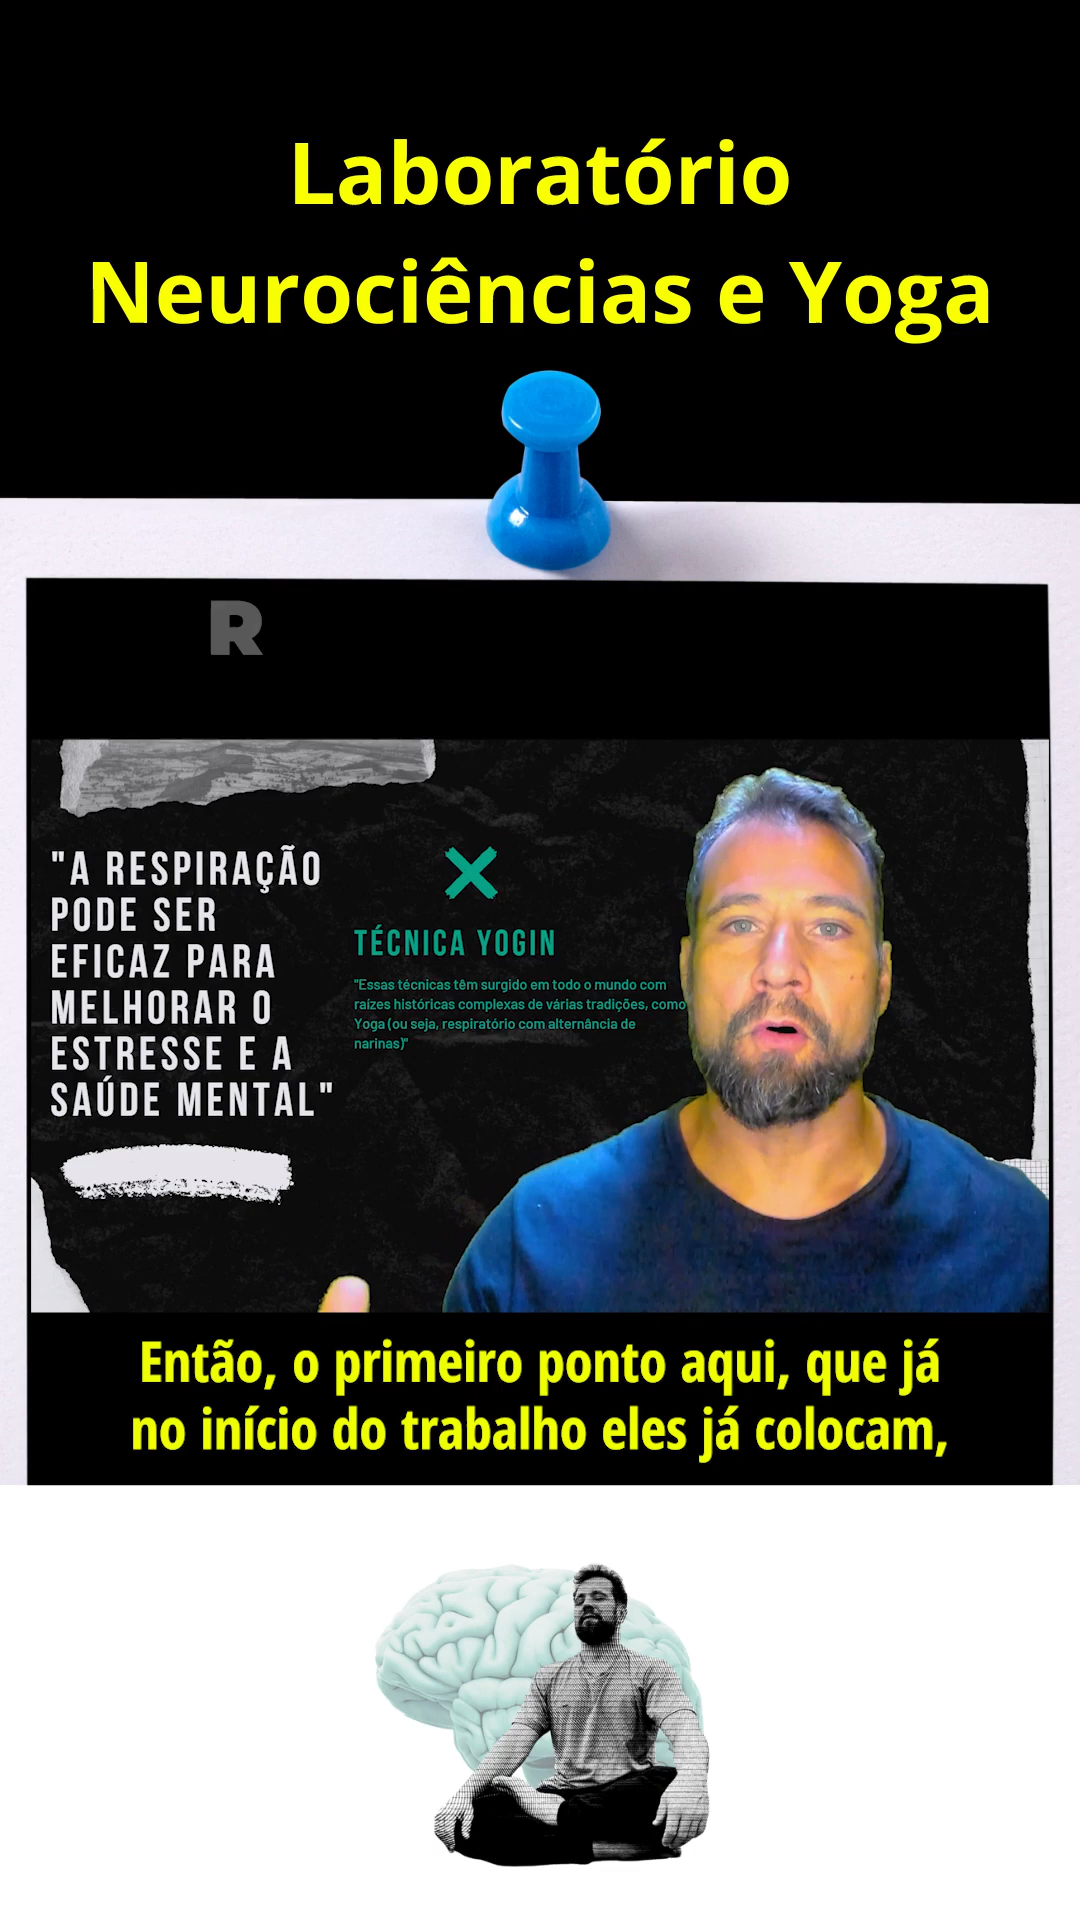 Laboratório
Neurociências e Yoga
R
"A RESPIRAÇÃO
PODE SER
EFICAZ PARA
MELHORAR O
ESTRESSE E A
SAÚDE MENTAL"
TÉCNICA YOGIN
"Essas técnicas têm surgido em todo o mundo com
raízes históricas complexas de várias tradições, como
Yoga (ou seja, respiratório com alternância de
narinas)"
Então, o primeiro ponto aqui, que já
no início do trabalho eles já colocam,